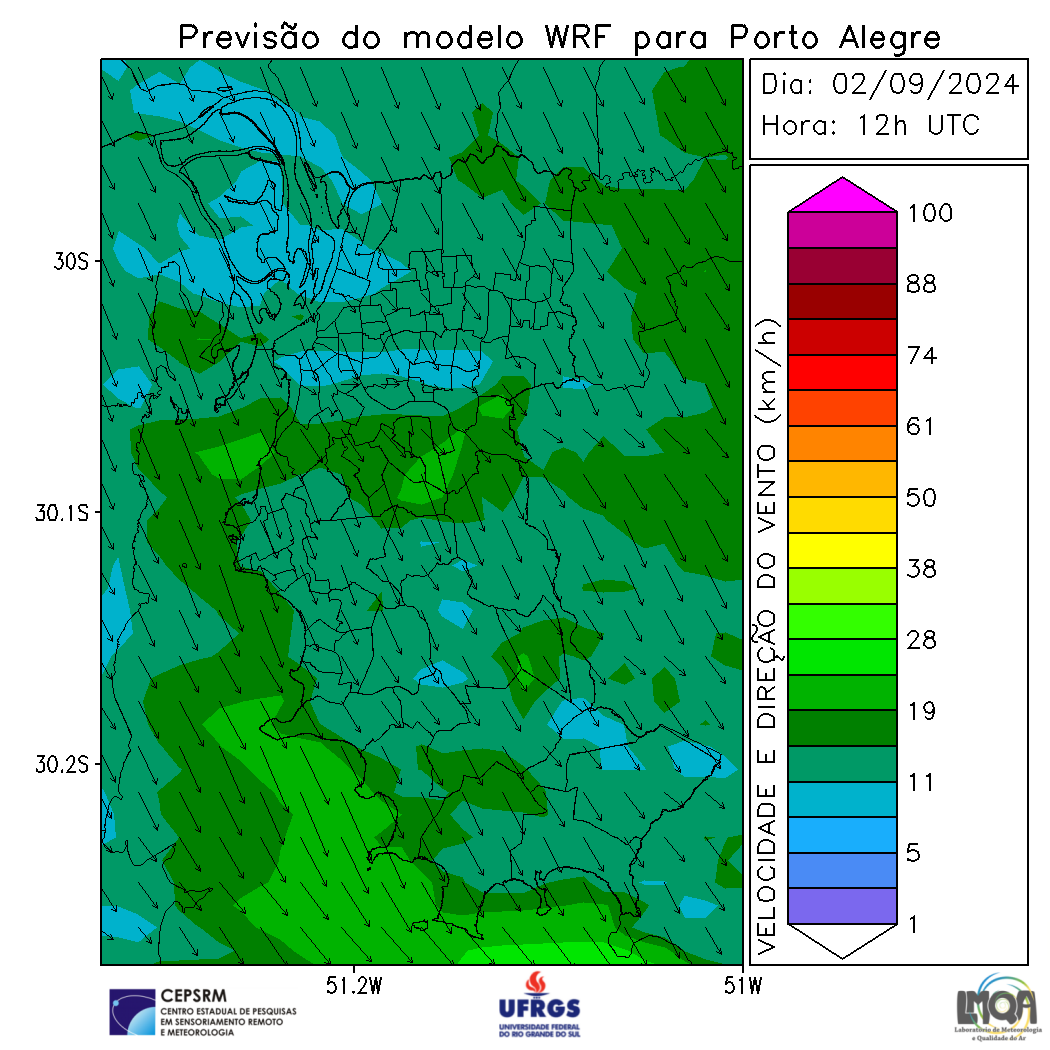 Previsão do modelo WRF para Porto Alegre
Dia: 02/09/2024
Hora: 12h UTC
30S
30.1S
30.2S
51.2W
51W
VELOCIDADE E DIREÇÃO DO VENTO (km/h)
100
88
74
61
50
38
28
19
11
5
1
CEPSRM
CENTRO ESTADUAL DE PESQUISAS
EM SENSORIAMENTO REMOTO
E METEOROLOGIA
UFRGS
UNIVERSIDADE FEDERAL
DO RIO GRANDE DO SUL
LMQA
Laboratório de Meteorologia
e Qualidade do Ar